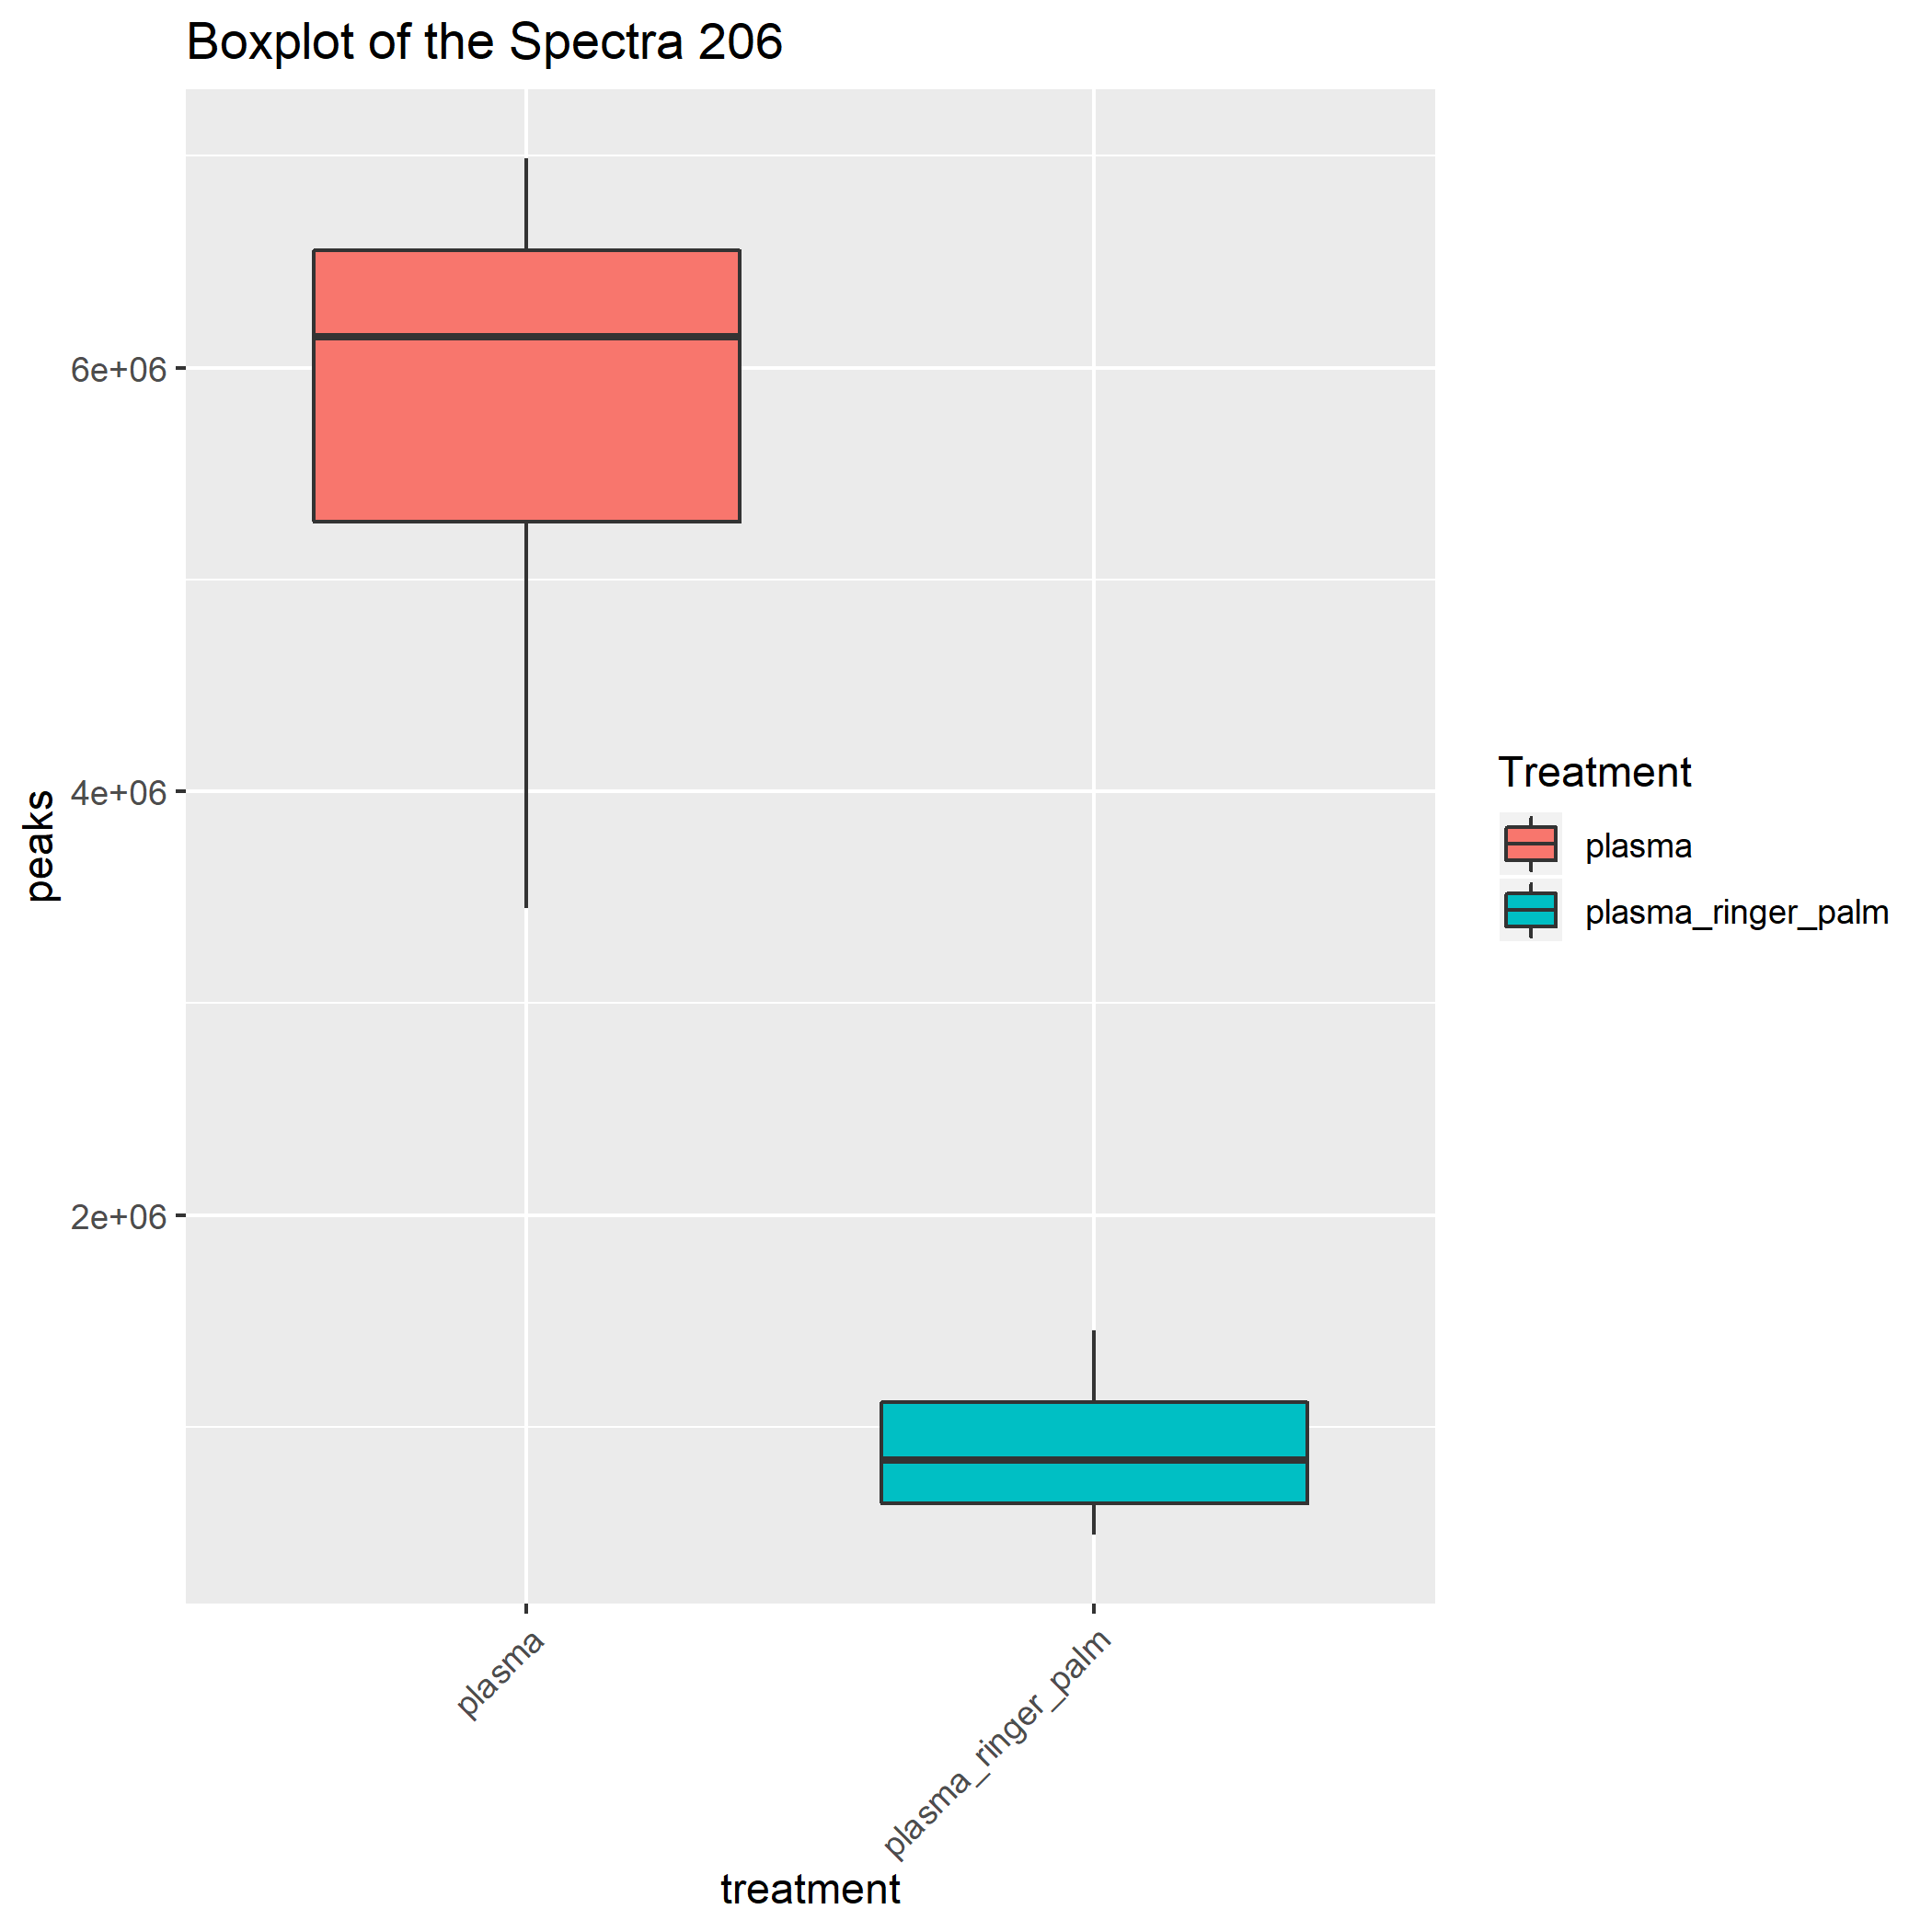 Boxplot of the Spectra 206
6e+06
4e+06
2e+06
peaks
plasma
plasma_ringer_palm
treatment
Treatment
plasma
plasma_ringer_palm